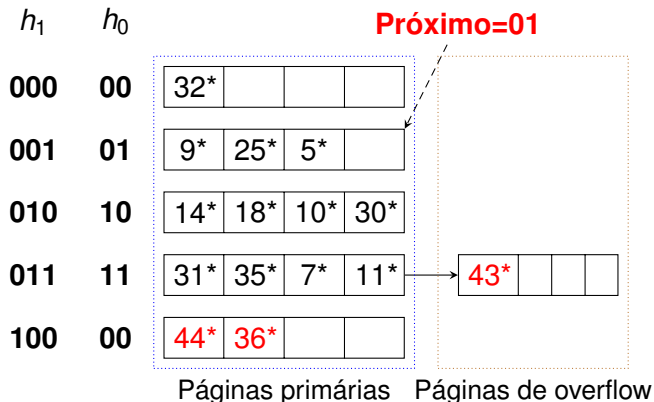 h1 h0 Próximo=01
000 00 32*
001 01 9* 25* 5*
010 10 14* 18* 10* 30*
011 11 31* 35* 7* 11* 43*
100 00 44* 36*
Páginas primárias Páginas de overflow